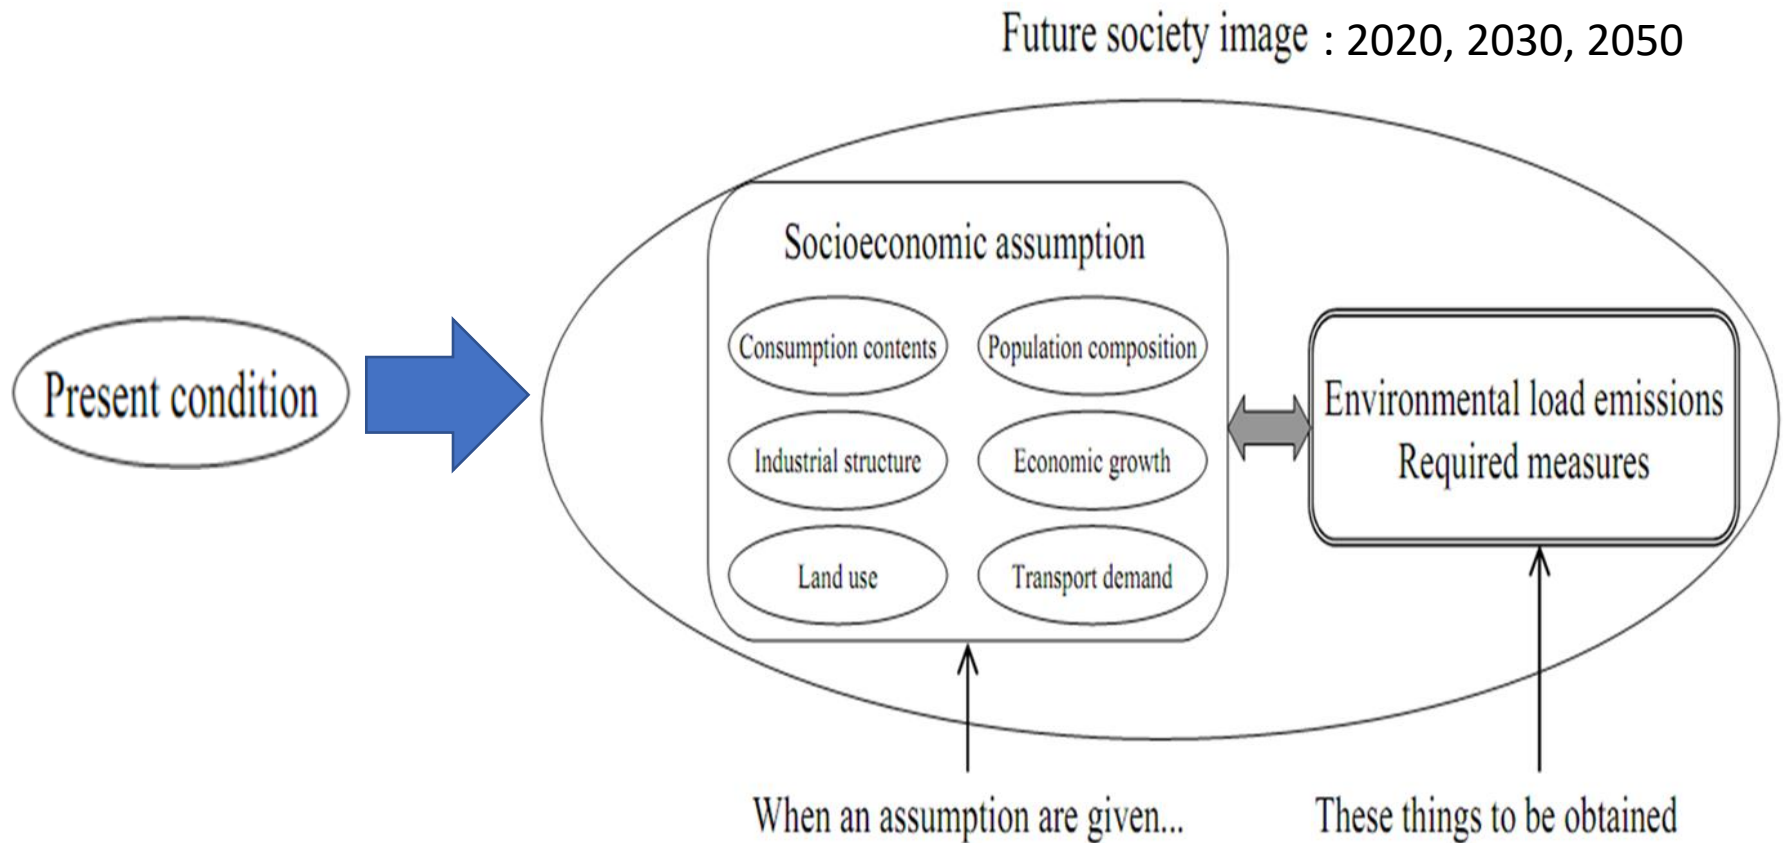 Future society image : 2020, 2030, 2050
Present condition
Socioeconomic assumption
Consumption contents
Population composition
Industrial structure
Economic growth
Land use
Transport demand
Environmental load emissions
Required measures
When an assumption are given...
These things to be obtained